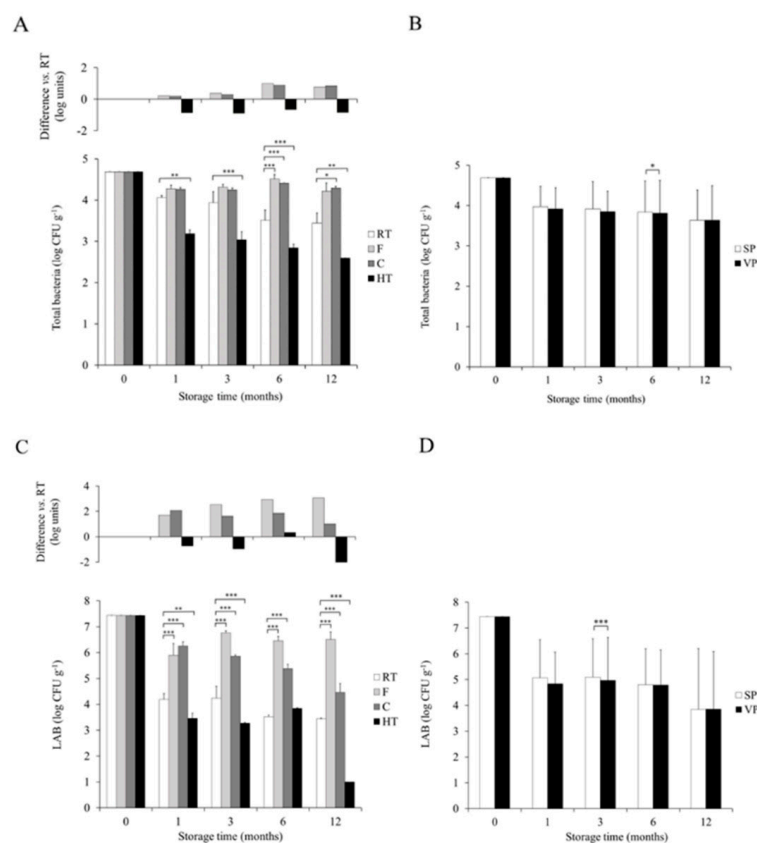 A
B
Difference vs. RT
(log units)
2
0
-2
** *** *** *** *** ** *
5
4
3
2
1
0
Total bacteria (log CFU g⁻¹)
RT
F
C
HT
0 1 3 6 12
Storage time (months)
*
5
4
3
2
1
0
Total bacteria (log CFU g⁻¹)
SP
VP
0 1 3 6 12
Storage time (months)
C
D
Difference vs. RT
(log units)
4
2
0
-2
** *** *** *** *** *** *** *** *** *** ***
8
7
6
5
4
3
2
1
0
LAB (log CFU g⁻¹)
RT
F
C
HT
0 1 3 6 12
Storage time (months)
***
8
7
6
5
4
3
2
1
0
LAB (log CFU g⁻¹)
SP
VP
0 1 3 6 12
Storage time (months)